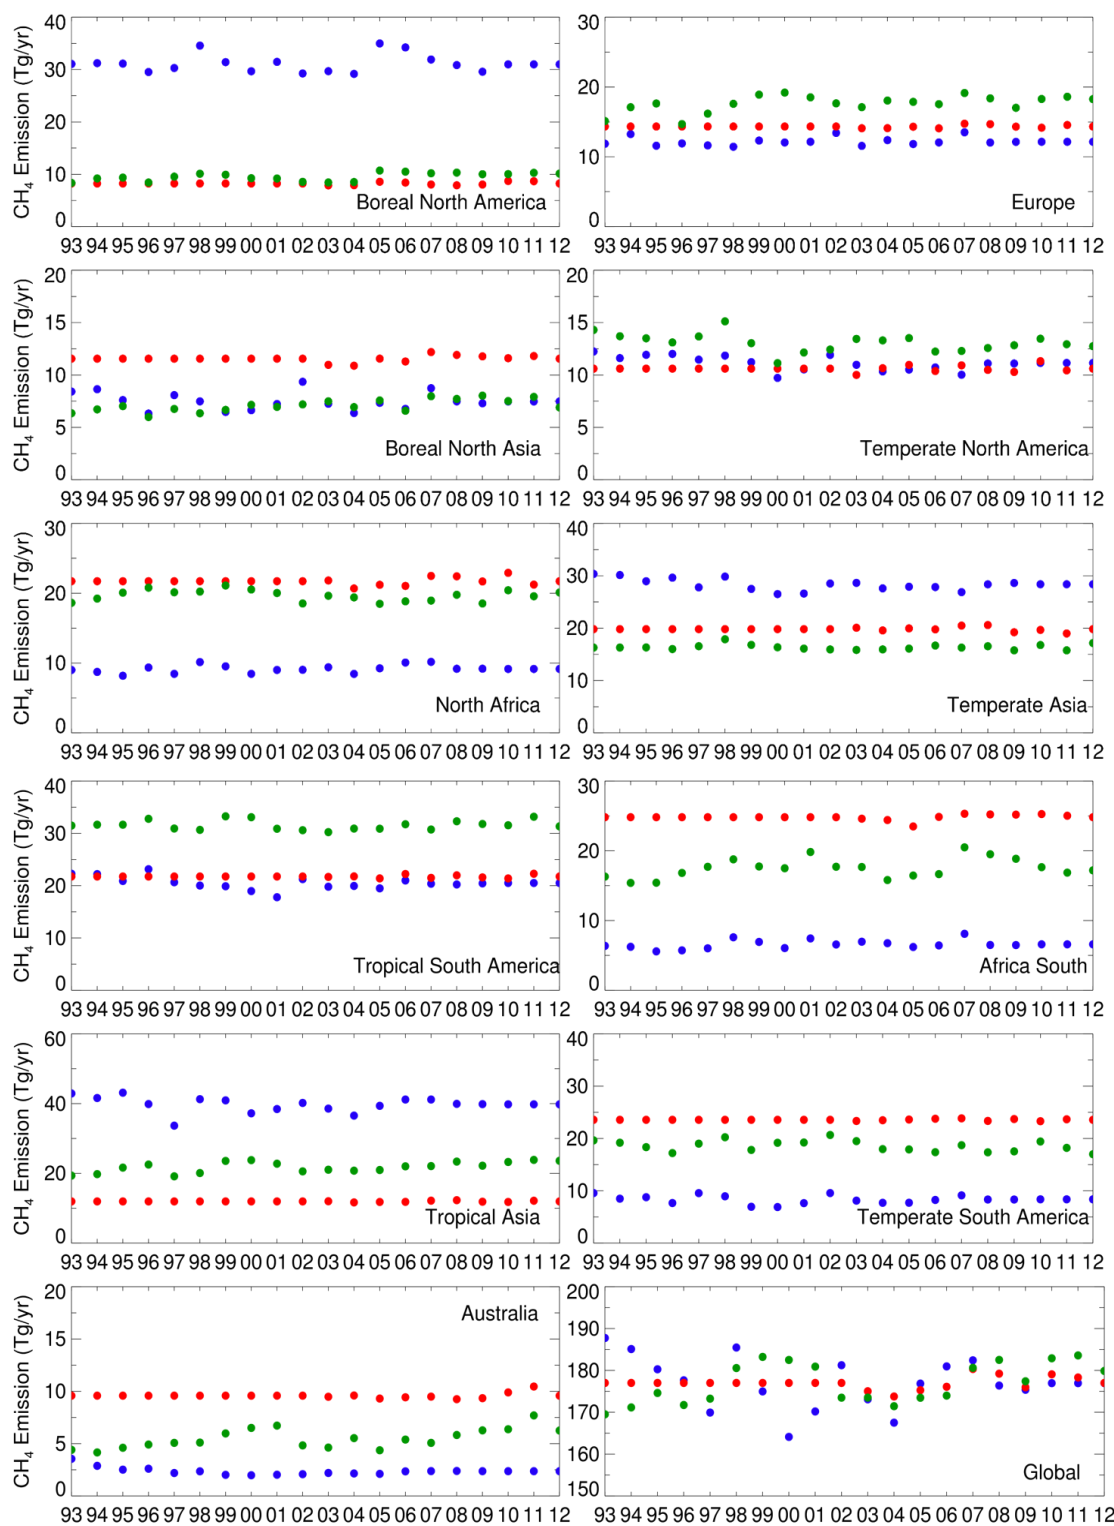 CH4 Emission (Tg/yr)
40
30
20
10
0
Boreal North America
93 94 95 96 97 98 99 00 01 02 03 04 05 06 07 08 09 10 11 12
30
20
10
0
Europe
93 94 95 96 97 98 99 00 01 02 03 04 05 06 07 08 09 10 11 12
CH4 Emission (Tg/yr)
20
15
10
5
0
Boreal North Asia
93 94 95 96 97 98 99 00 01 02 03 04 05 06 07 08 09 10 11 12
20
15
10
5
0
Temperate North America
93 94 95 96 97 98 99 00 01 02 03 04 05 06 07 08 09 10 11 12
CH4 Emission (Tg/yr)
30
20
10
0
North Africa
93 94 95 96 97 98 99 00 01 02 03 04 05 06 07 08 09 10 11 12
40
30
20
10
0
Temperate Asia
93 94 95 96 97 98 99 00 01 02 03 04 05 06 07 08 09 10 11 12
CH4 Emission (Tg/yr)
40
30
20
10
0
Tropical South America
93 94 95 96 97 98 99 00 01 02 03 04 05 06 07 08 09 10 11 12
30
20
10
0
Africa South
93 94 95 96 97 98 99 00 01 02 03 04 05 06 07 08 09 10 11 12
CH4 Emission (Tg/yr)
60
40
20
0
Tropical Asia
93 94 95 96 97 98 99 00 01 02 03 04 05 06 07 08 09 10 11 12
40
30
20
10
0
Temperate South America
93 94 95 96 97 98 99 00 01 02 03 04 05 06 07 08 09 10 11 12
CH4 Emission (Tg/yr)
20
15
10
5
0
Australia
93 94 95 96 97 98 99 00 01 02 03 04 05 06 07 08 09 10 11 12
200
190
180
170
160
150
Global
93 94 95 96 97 98 99 00 01 02 03 04 05 06 07 08 09 10 11 12